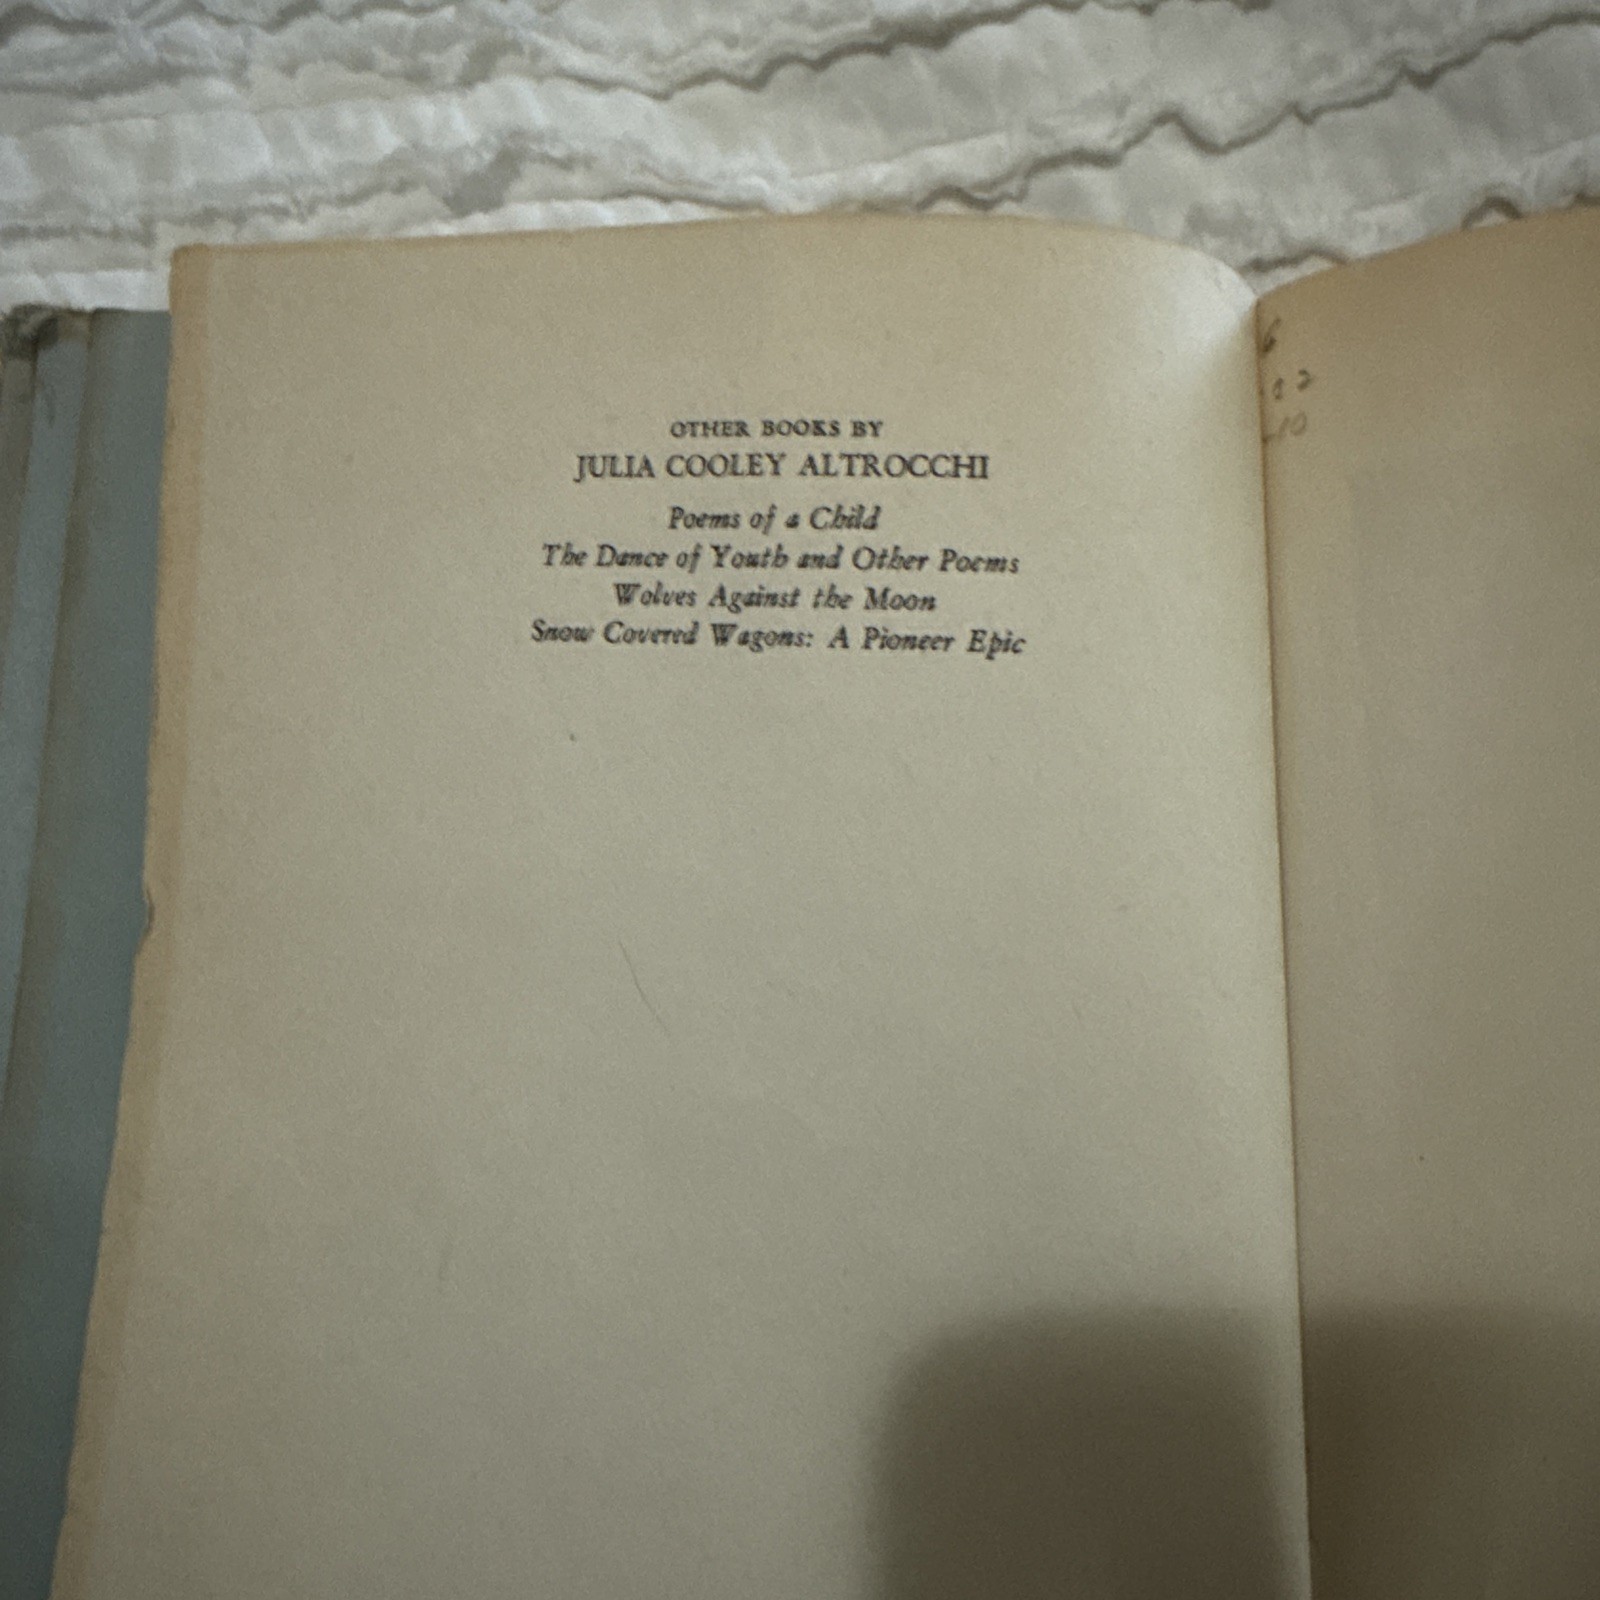 OTHER BOOKS BY
JULIA COOLEY ALTROCCHI
Poems of a Child
The Dance of Youth and Other Poems
Wolves Against the Moon
Snow Covered Wagons: A Pioneer Epic